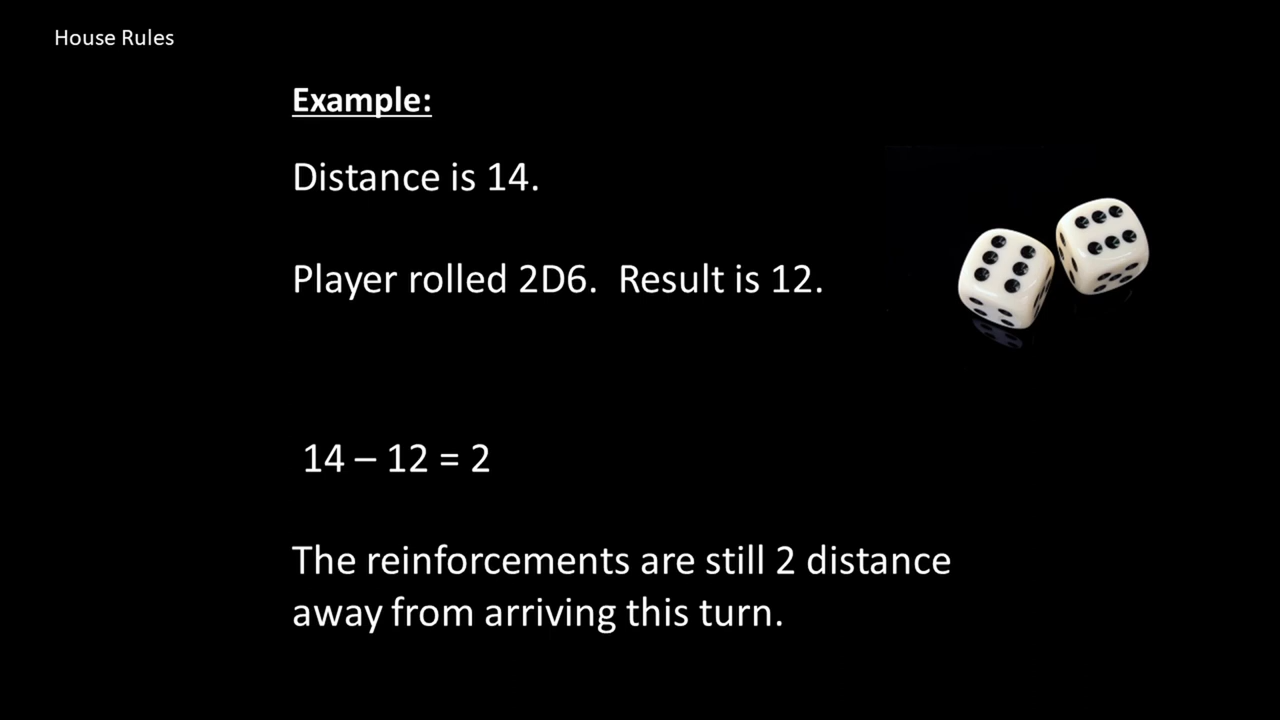 House Rules
Example:
Distance is 14.
Player rolled 2D6.  Result is 12.
14 – 12 = 2
The reinforcements are still 2 distance
away from arriving this turn.